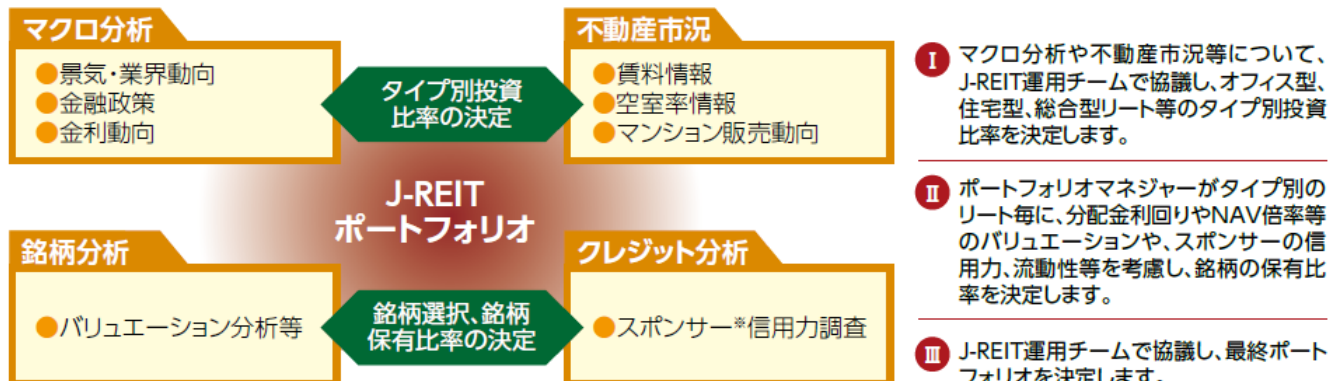 マクロ分析
●景気・業界動向
●金融政策
●金利動向
タイプ別投資
比率の決定
不動産市況
●賃料情報
●空室率情報
●マンション販売動向
J-REIT
ポートフォリオ
銘柄分析
●バリュエーション分析等
銘柄選択、銘柄
保有比率の決定
クレジット分析
●スポンサー※信用力調査
I マクロ分析や不動産市況等について、
J-REIT運用チームで協議し、オフィス型、
住宅型、総合型リート等のタイプ別投資
比率を決定します。
II ポートフォリオマネジャーがタイプ別の
リート毎に、分配金利回りやNAV倍率等
のバリュエーションや、スポンサーの信
用力、流動性等を考慮し、銘柄の保有比
率を決定します。
III J-REIT運用チームで協議し、最終ポート
フォリオを決定します。